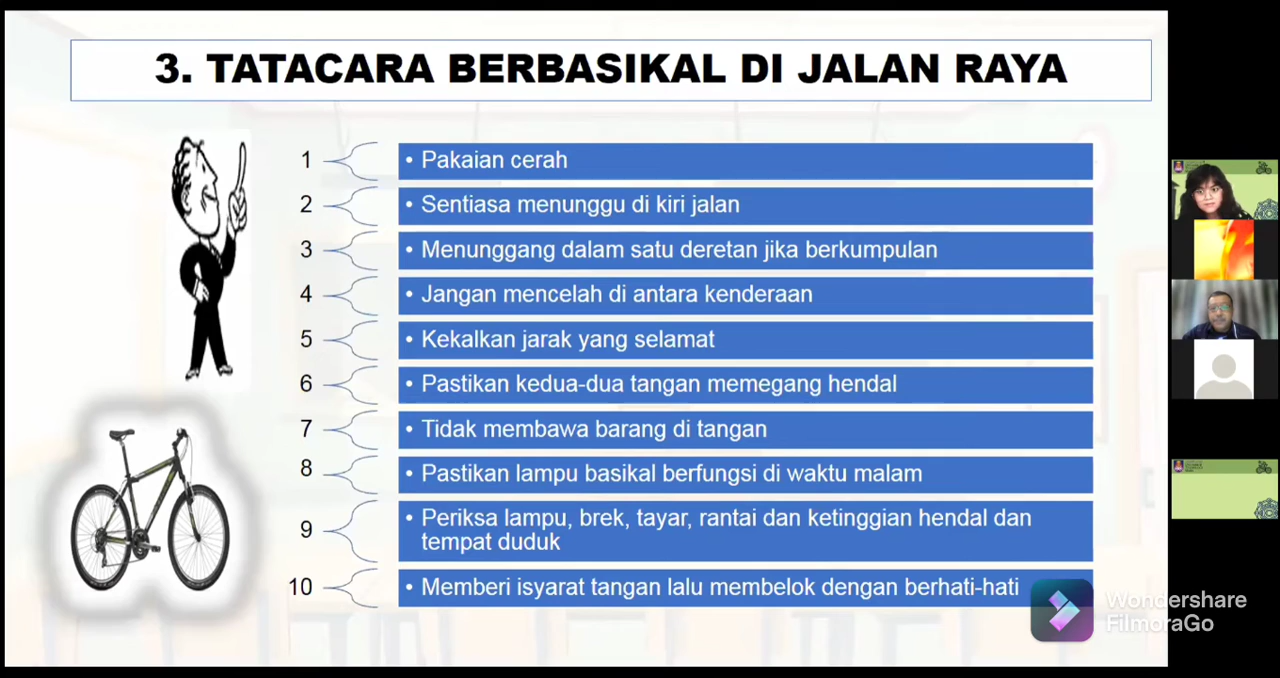 3. TATACARA BERBASIKAL DI JALAN RAYA
1
• Pakaian cerah
2
• Sentiasa menunggu di kiri jalan
3
• Menunggang dalam satu deretan jika berkumpulan
4
• Jangan mencelah di antara kenderaan
5
• Kekalkan jarak yang selamat
6
• Pastikan kedua-dua tangan memegang hendal
7
• Tidak membawa barang di tangan
8
• Pastikan lampu basikal berfungsi di waktu malam
9
• Periksa lampu, brek, tayar, rantai dan ketinggian hendal dan
tempat duduk
10
• Memberi isyarat tangan lalu membelok dengan berhati-hati
Wondershare
FilmoraGo